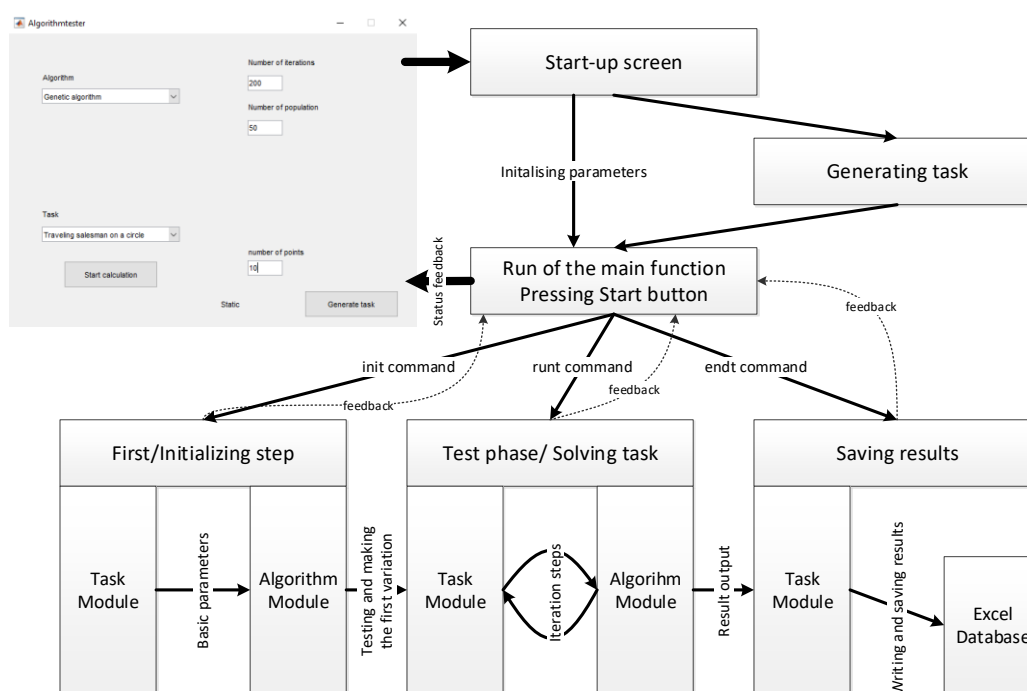 Algorithmtester
Number of iterations
Algorithm
200
Genetic algorithm
Number of population
50
Task
Traveling salesman on a circle
number of points
10
Start calculation
Static
Generate task
Start-up screen
Initalising parameters
Generating task
Status feedback
Run of the main function
Pressing Start button
feedback
init command
runt command
endt command
feedback
feedback
First/Initializing step
Test phase/ Solving task
Saving results
Task
Module
Basic parameters
Algorithm
Module
Testing and making
the first variation
Task
Module
Iteration steps
Algorihm
Module
Result output
Task
Module
Writing and saving results
Excel
Database